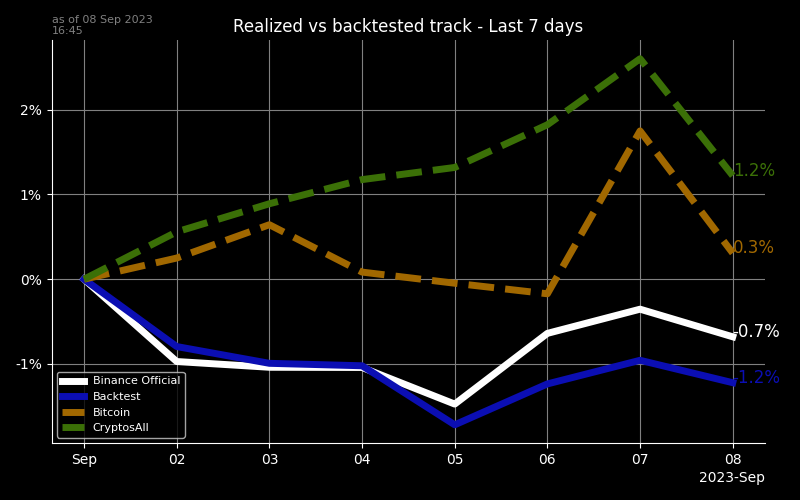 as of 08 Sep 2023
16:45
Realized vs backtested track - Last 7 days
2%
1%
0%
-1%
1.2%
0.3%
-0.7%
-1.2%
Binance Official
Backtest
Bitcoin
CryptosAll
Sep 02 03 04 05 06 07 08
2023-Sep